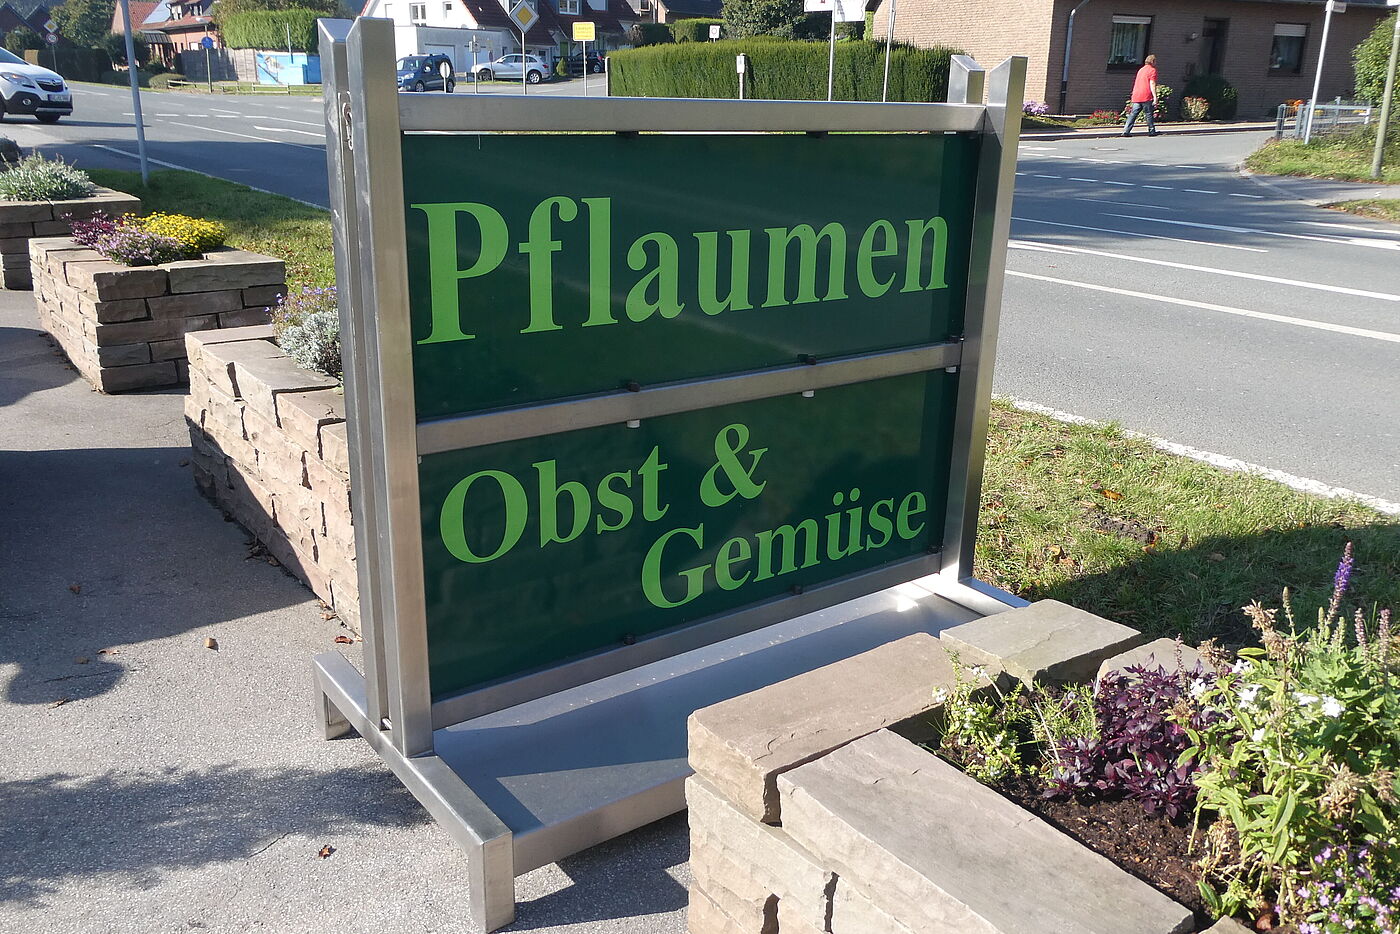 Pflaumen
Obst &
Gemüse